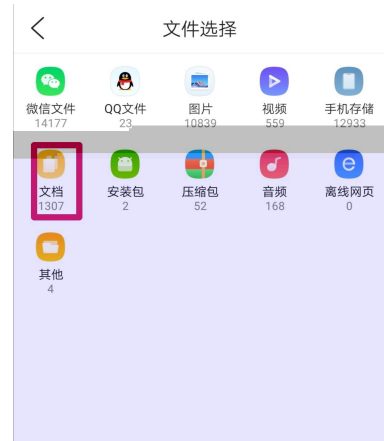 文件选择
微信文件 QQ文件 图片 视频 手机存储
14177 23 10839 559 12933
文档 安装包 压缩包 音频 离线网页
1307 2 52 168 0
其他
4